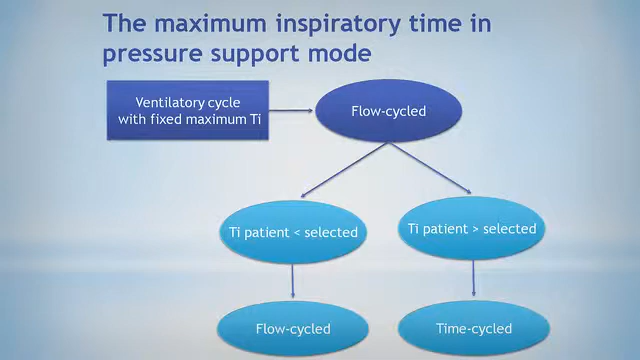 The maximum inspiratory time in
pressure support mode
Ventilatory cycle
with fixed maximum Ti
Flow-cycled
Ti patient < selected
Ti patient > selected
Flow-cycled
Time-cycled